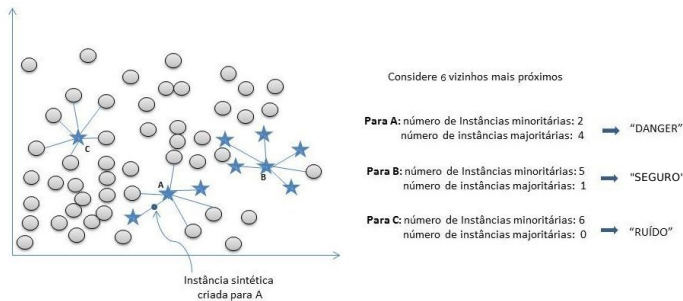 Considere 6 vizinhos mais próximos
Para A: número de Instâncias minoritárias: 2
número de instâncias majoritárias: 4
"DANGER"
Para B: número de Instâncias minoritárias: 5
número de instâncias majoritárias: 1
"SEGURO"
Para C: número de Instâncias minoritárias: 6
número de instâncias majoritárias: 0
"RUÍDO"
C
A
B
Instância sintética
criada para A